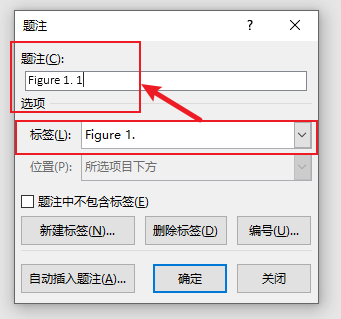 题注
?
×
题注(C):
Figure 1. 1
选项
标签(L): Figure 1.
位置(P): 所选项目下方
题注中不包含标签(E)
新建标签(N)... 删除标签(D) 编号(U)...
自动插入题注(A)... 确定 关闭